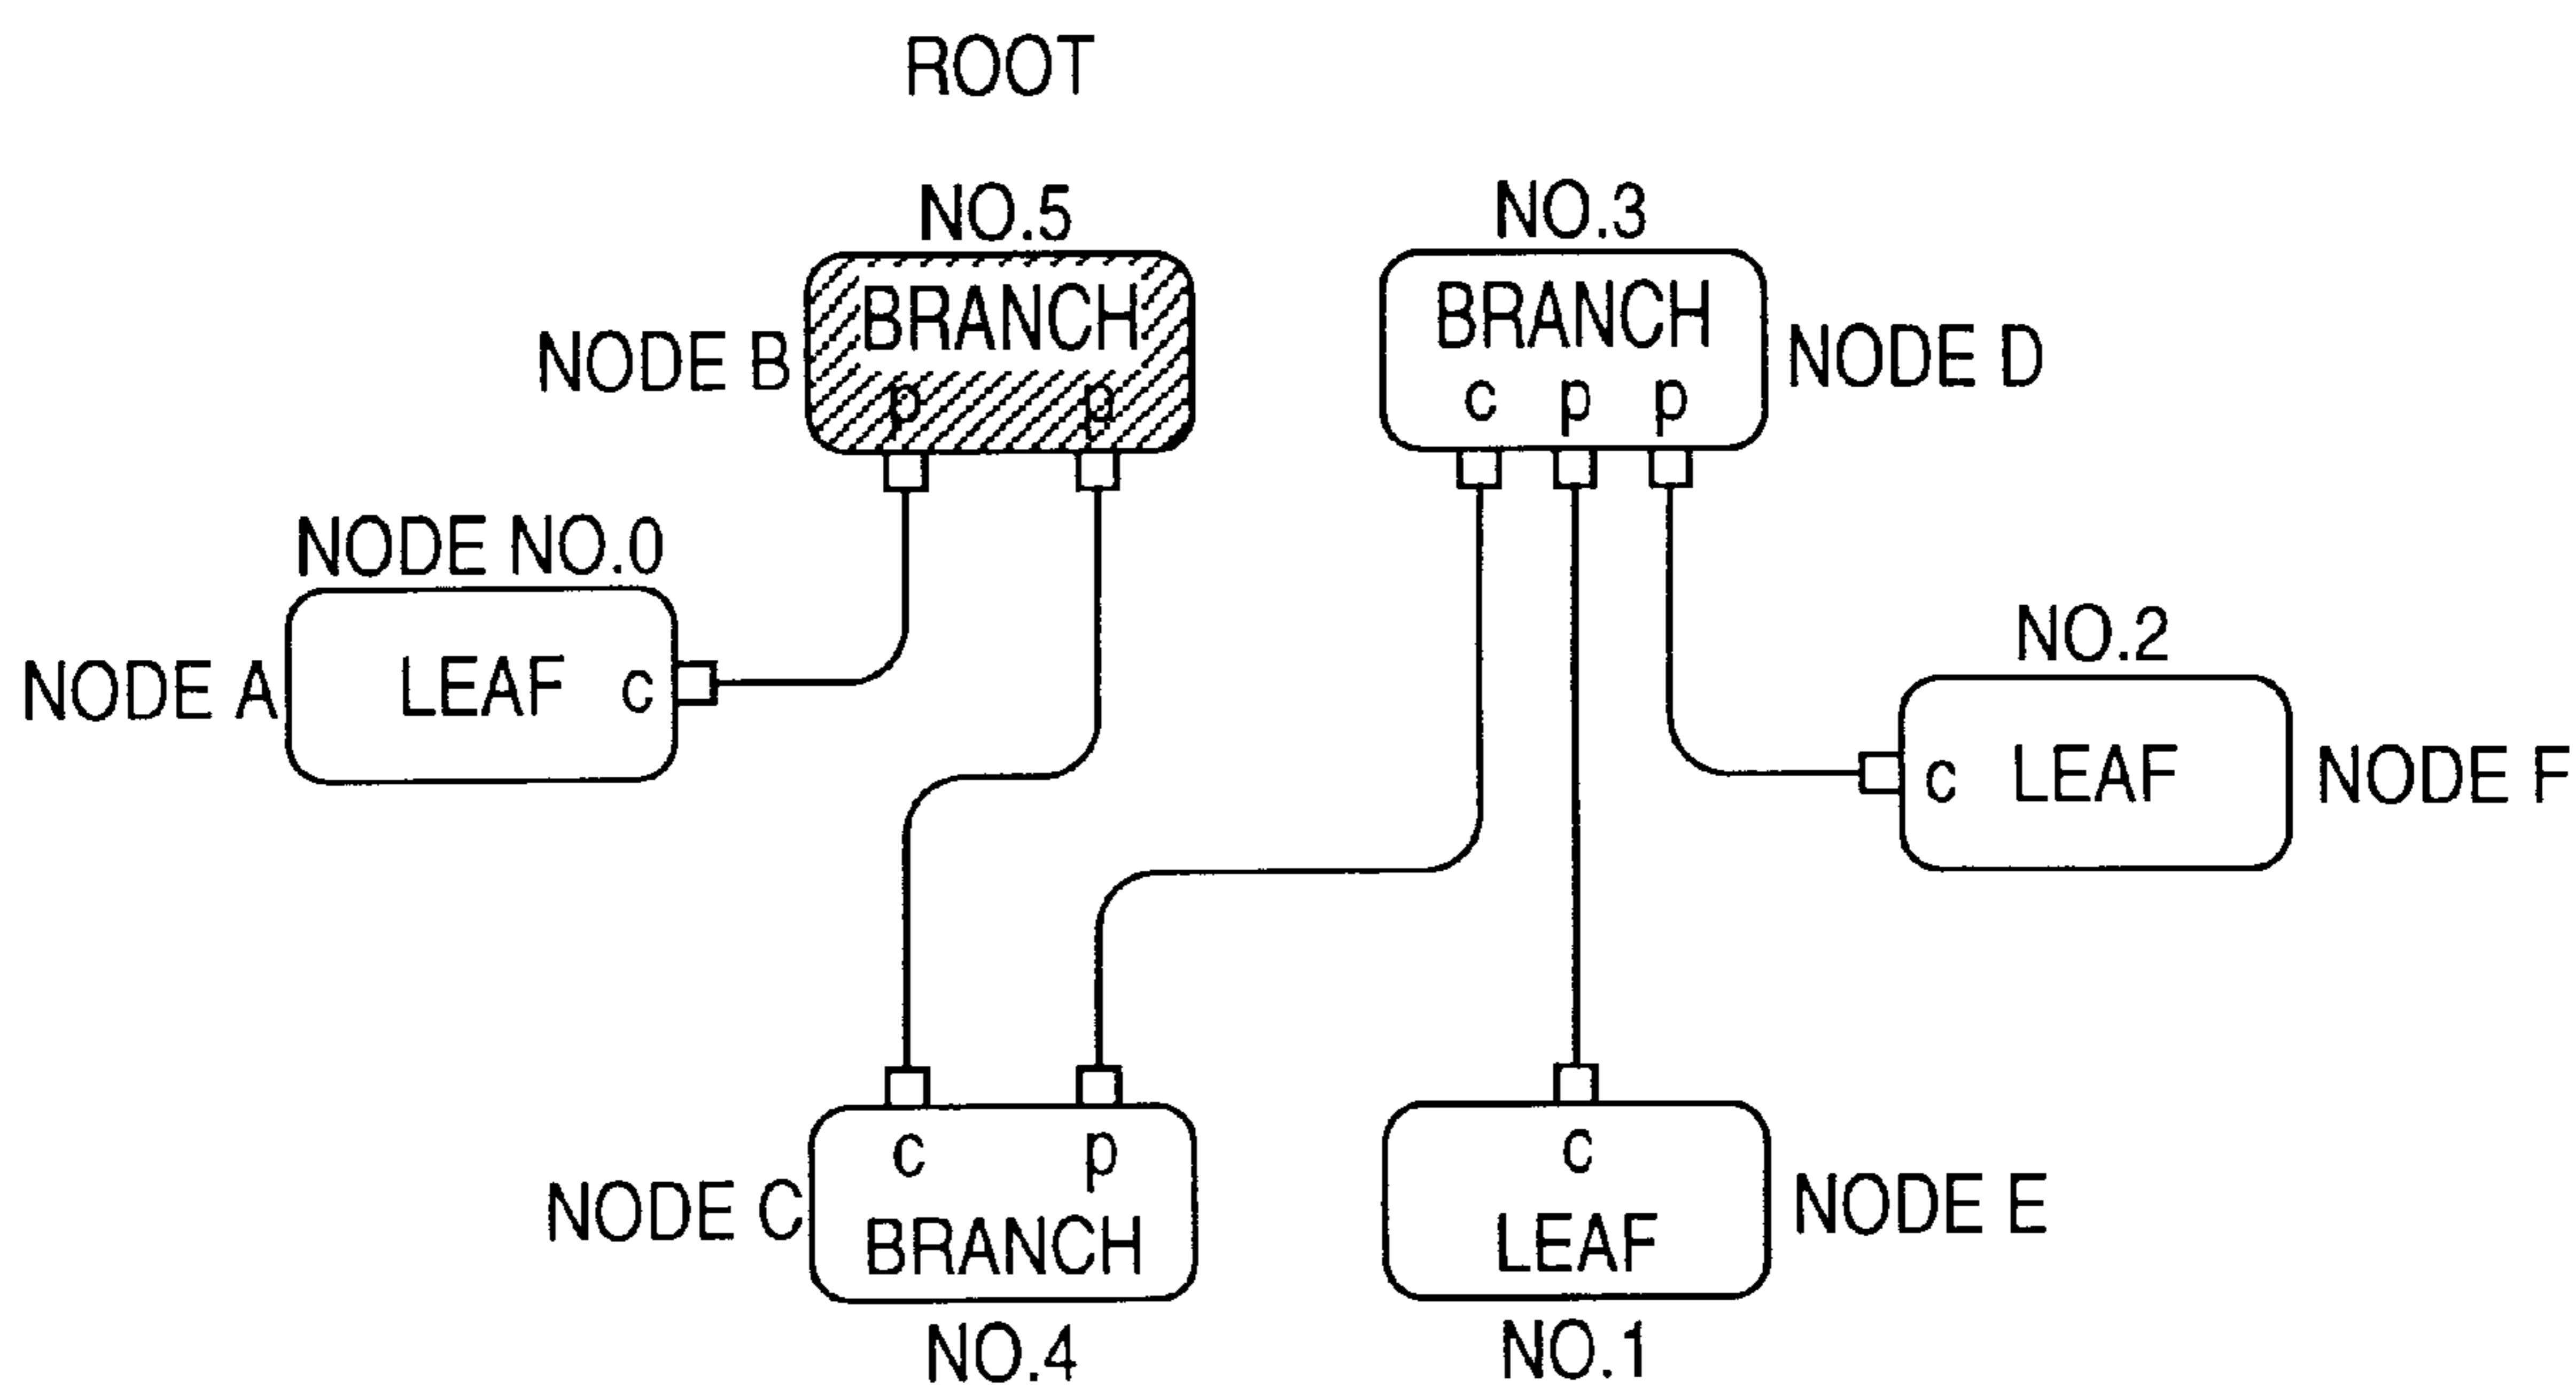 ROOT
NO.5
NO.3
BRANCH
BRANCH
NODE B
NODE D
p p
c p p
NODE NO.0
NO.2
NODE A
LEAF c
c LEAF
NODE F
c p
c
NODE C
NODE E
BRANCH
LEAF
NO.4
NO.1